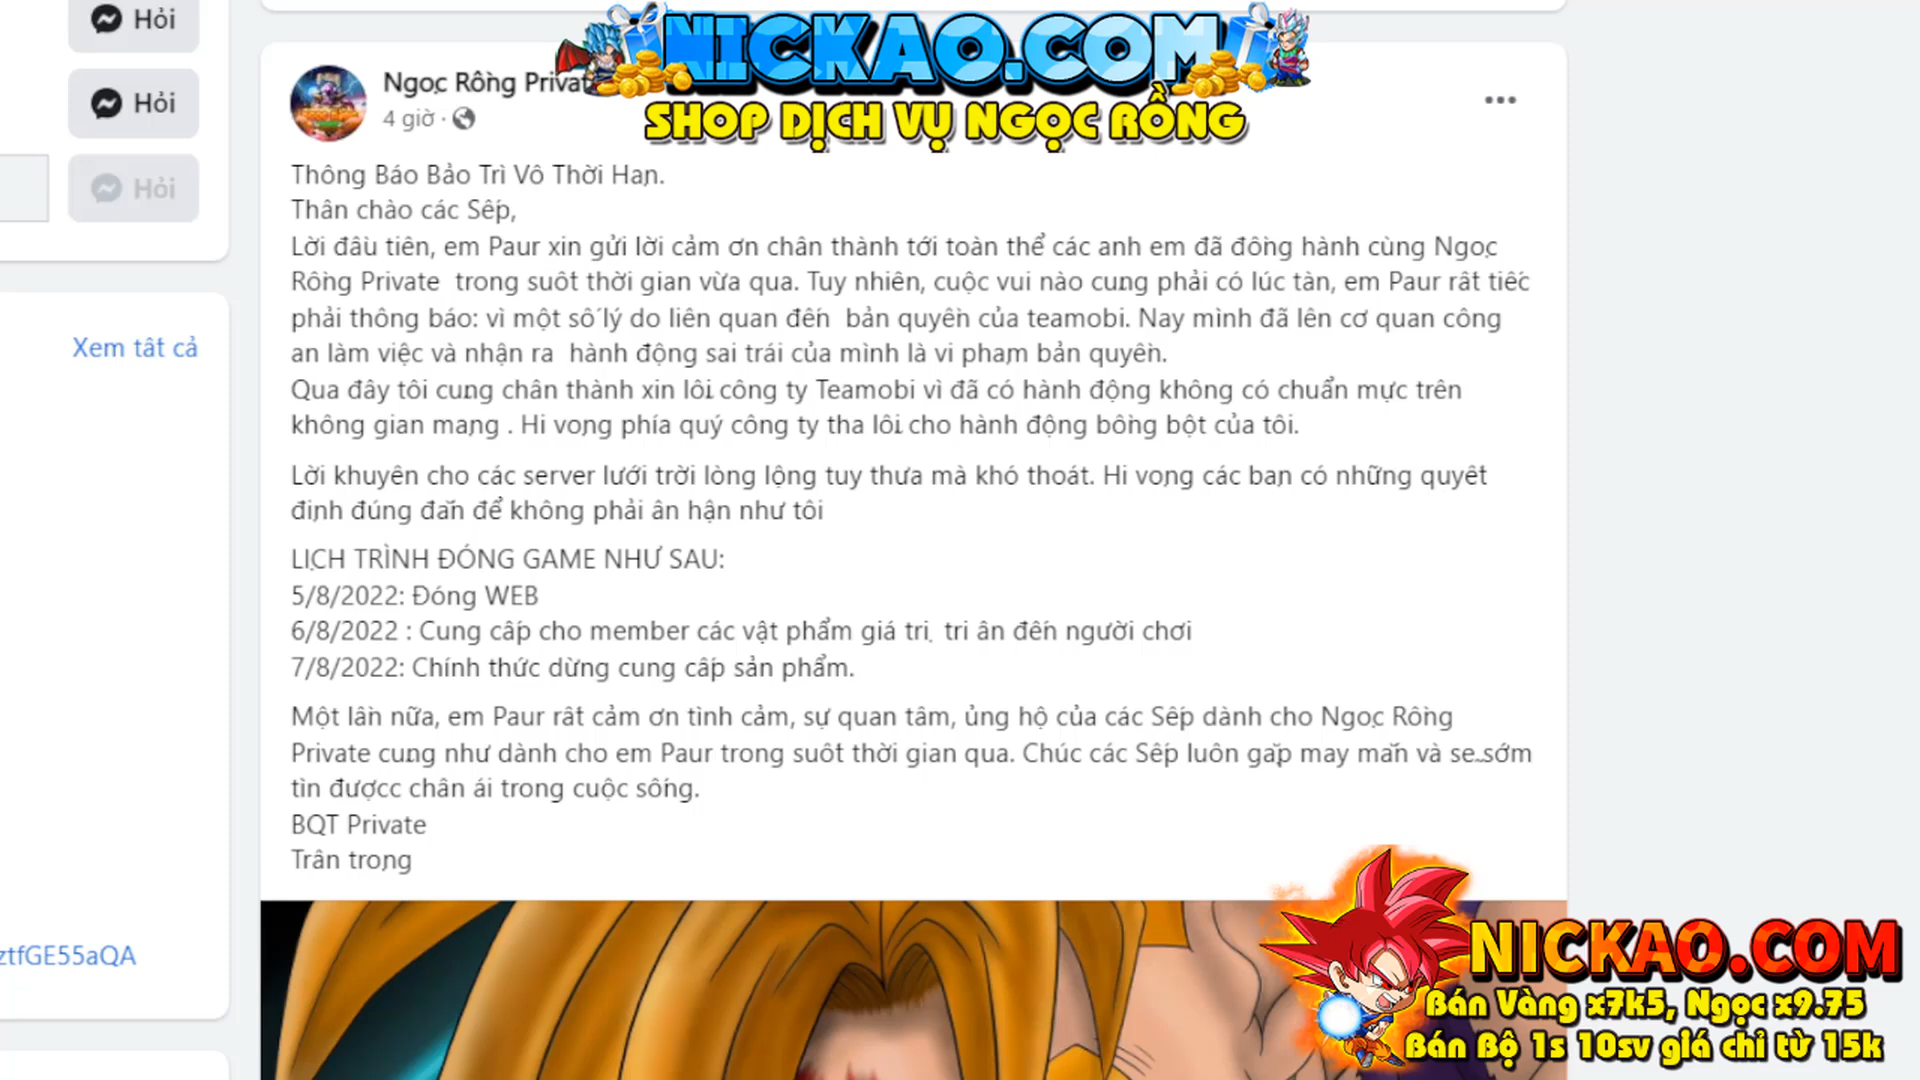 Hỏi
Hỏi
Hỏi
Xem tất cả
ztfGE55aQA
NICKAO.COM
SHOP DỊCH VỤ NGỌC RỒNG
Ngọc Rồng Privat
4 giờ ·
Thông Báo Bảo Trì Vô Thời Hạn.
Thân chào các Sếp,
Lời đầu tiên, em Paur xin gửi lời cảm ơn chân thành tới toàn thể các anh em đã đồng hành cùng Ngọc
Rồng Private trong suốt thời gian vừa qua. Tuy nhiên, cuộc vui nào cung phải có lúc tàn, em Paur rất tiếc
phải thông báo: vì một số lý do liên quan đến bản quyền của teamobi. Nay mình đã lên cơ quan công
an làm việc và nhận ra hành động sai trái của mình là vi phạm bản quyền.
Qua đây tôi cung chân thành xin lỗi công ty Teamobi vì đã có hành động không có chuẩn mực trên
không gian mạng . Hi vọng phía quý công ty tha lỗi cho hành động bồng bột của tôi.
Lời khuyên cho các server lưới trời lòng lộng tuy thưa mà khó thoát. Hi vọng các bạn có những quyết
định đúng đắn để không phải ân hận như tôi
LỊCH TRÌNH ĐÓNG GAME NHƯ SAU:
5/8/2022: Đóng WEB
6/8/2022 : Cung cấp cho member các vật phẩm giá trị tri ân đến người chơi
7/8/2022: Chính thức dừng cung cấp sản phẩm.
Một lần nữa, em Paur rất cảm ơn tình cảm, sự quan tâm, ủng hộ của các Sếp dành cho Ngọc Rồng
Private cung như dành cho em Paur trong suốt thời gian qua. Chúc các Sếp luôn gặp may mắn và sẽ sớm
tìn đượcc chân ái trong cuộc sống.
BQT Private
Trân trọng
NICKAO.COM
Bán Vàng x7k5, Ngọc x9.75
Bán Bộ 1s 10sv giá chỉ từ 15k